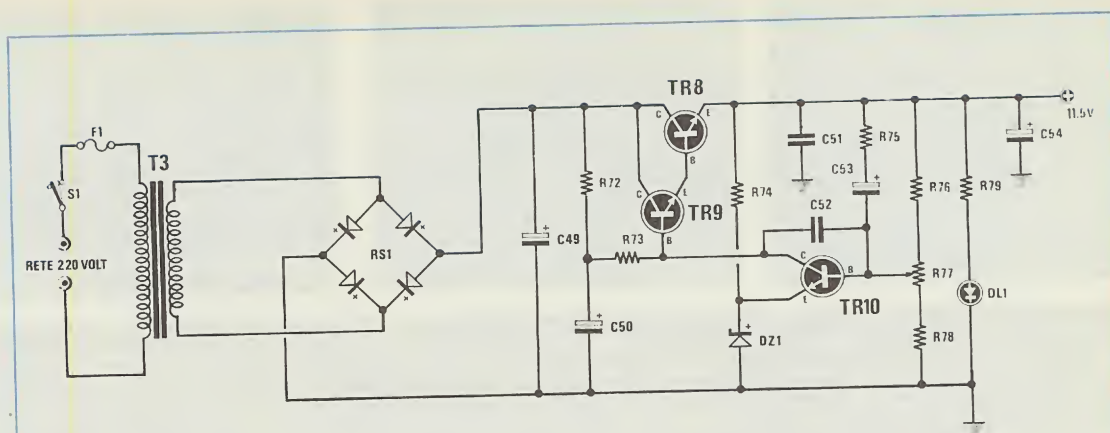 TR8
11.5V
F1
T3
S1
C51
R75
C54
C53
R72
R74
R76
R79
TR9
C52
RETE 220 VOLT
RS1
C49
R73
R77
DL1
TR10
C50
DZ1
R78
C
E
B
C
E
B
C
B
E
+
+
+
+
+
+